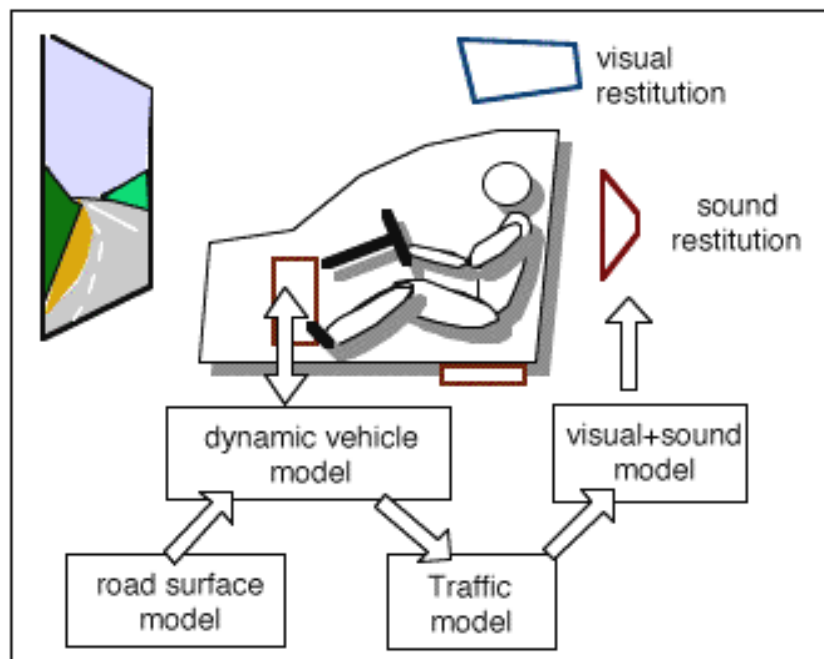 visual
restitution
sound
restitution
dynamic vehicle
model
visual+sound
model
road surface
model
Traffic
model